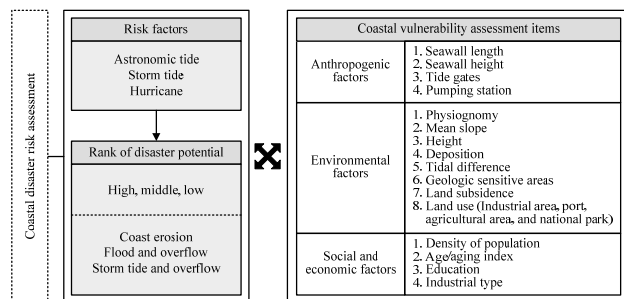 Coastal disaster risk assessment
Risk factors
Astronomic tide
Storm tide
Hurricane
Rank of disaster potential
High, middle, low
Coast erosion
Flood and overflow
Storm tide and overflow
Coastal vulnerability assessment items
Anthropogenic
factors
1. Seawall length
2. Seawall height
3. Tide gates
4. Pumping station
Environmental
factors
1. Physiognomy
2. Mean slope
3. Height
4. Deposition
5. Tidal difference
6. Geologic sensitive areas
7. Land subsidence
8. Land use (Industrial area, port,
agricultural area, and national park)
Social and
economic factors
1. Density of population
2. Age/aging index
3. Education
4. Industrial type